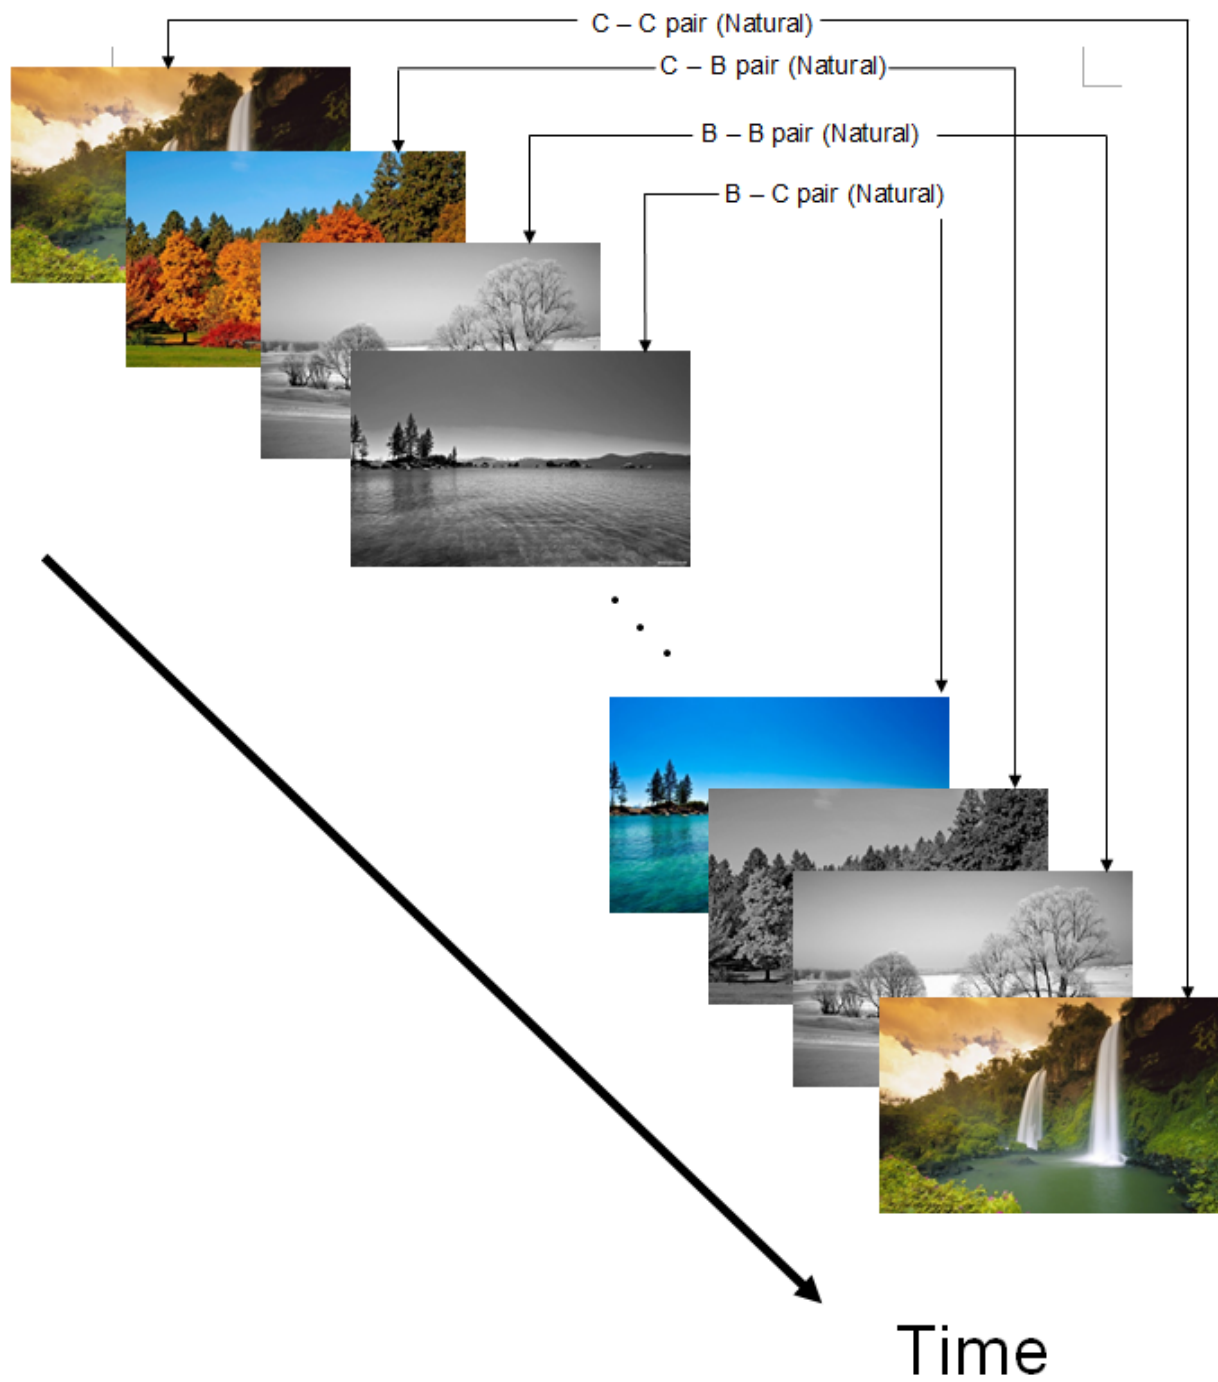 C – C pair (Natural)
C – B pair (Natural)
B – B pair (Natural)
B – C pair (Natural)
Time